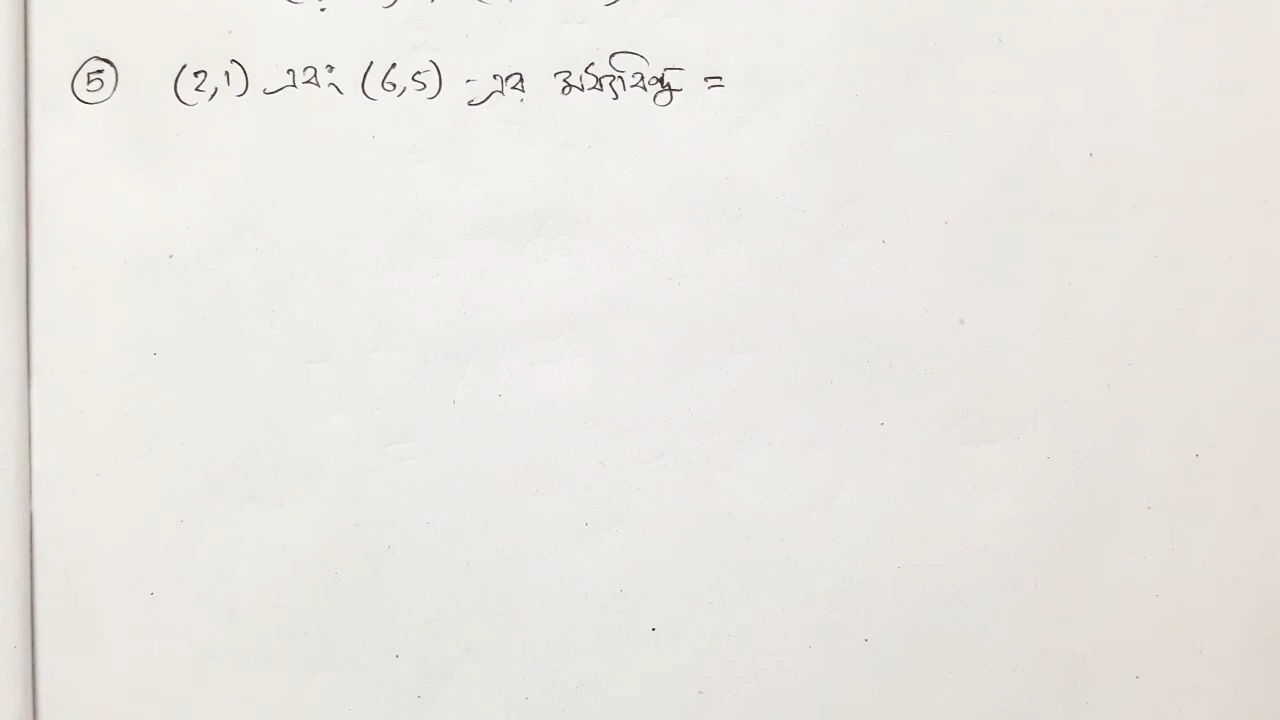 ⑤ (2,1) এবং (6,5) -এর মধ্যবিন্দু =